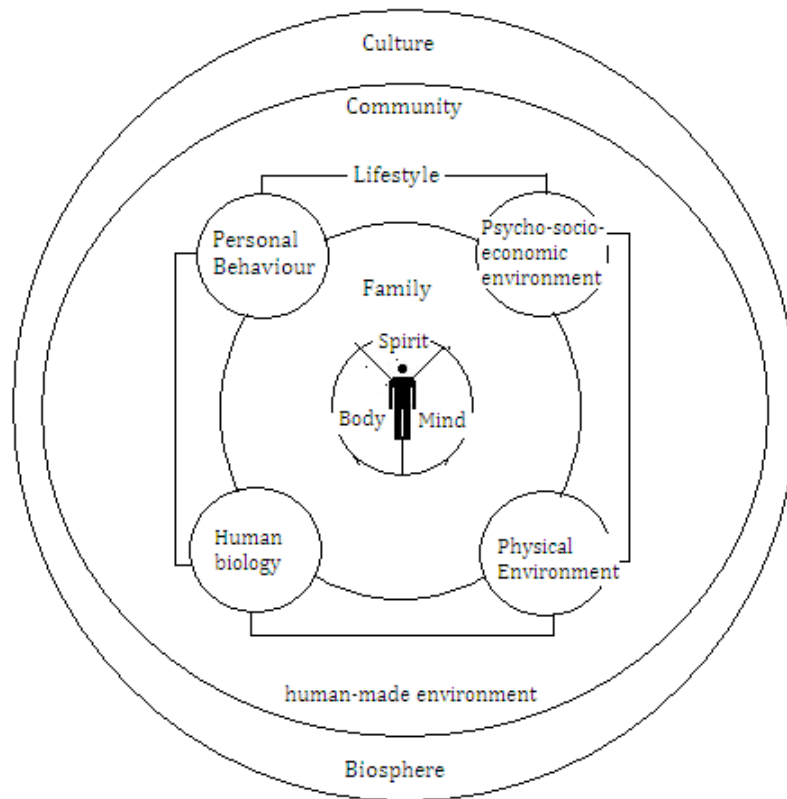 Culture
Community
Lifestyle
Personal
Behaviour
Psycho-socio-
economic
environment
Family
Spirit
Body
Mind
Human
biology
Physical
Environment
human-made environment
Biosphere